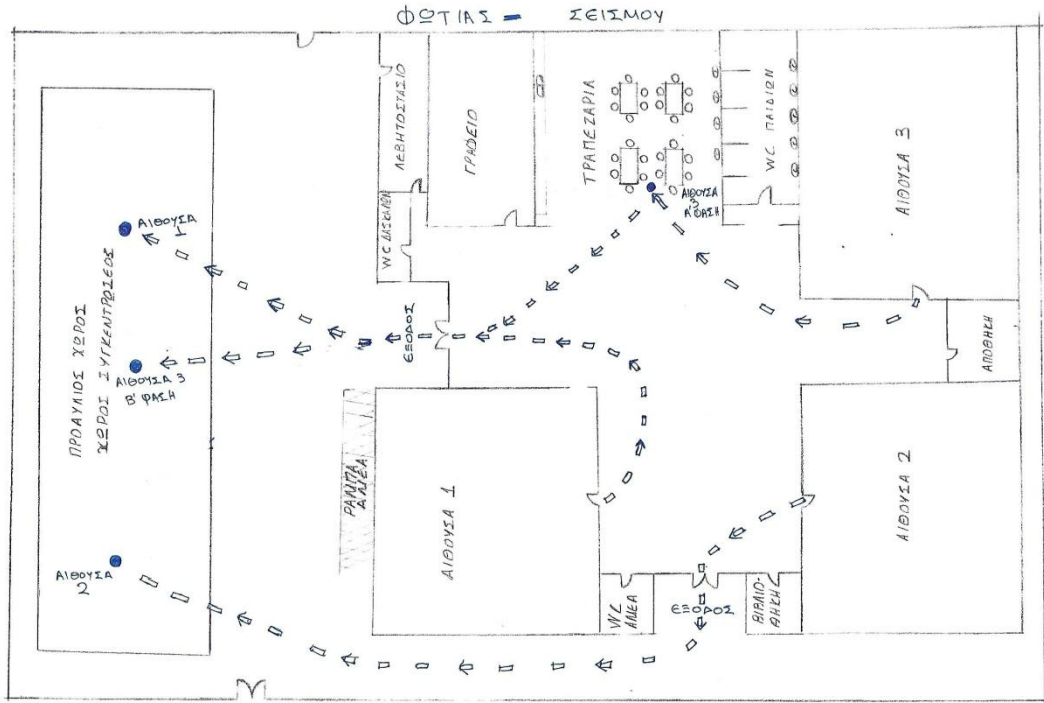 ΦΩΤΙΑΣ - ΣΕΙΣΜΟΥ
ΛΕΒΗΤΟΣΤΑΣΙΟ
ΓΡΑΦΕΙΟ
ΤΡΑΠΕΖΑΡΙΑ
WC ΠΑΙΔΙΩΝ
ΑΙΘΟΥΣΑ 3
ΑΙΘΟΥΣΑ
3
Α' ΦΑΣΗ
WC ΔΑΣΚΑΛΩΝ
ΑΙΘΟΥΣΑ
1
ΠΡΟΑΥΛΙΟΣ ΧΩΡΟΣ
ΧΩΡΟΣ ΣΥΓΚΕΝΤΡΩΣΕΩΣ
ΕΞΟΔΟΣ
ΑΠΟΘΗΚΗ
ΑΙΘΟΥΣΑ 3
Β' ΦΑΣΗ
ΡΑΜΠΑ
ΑΜΕΑ
ΑΙΘΟΥΣΑ 1
ΑΙΘΟΥΣΑ 2
ΑΙΘΟΥΣΑ
2
WC
ΑΜΕΑ
ΕΞΟΔΟΣ
ΒΙΒΛΙΟ-
ΘΗΚΗ